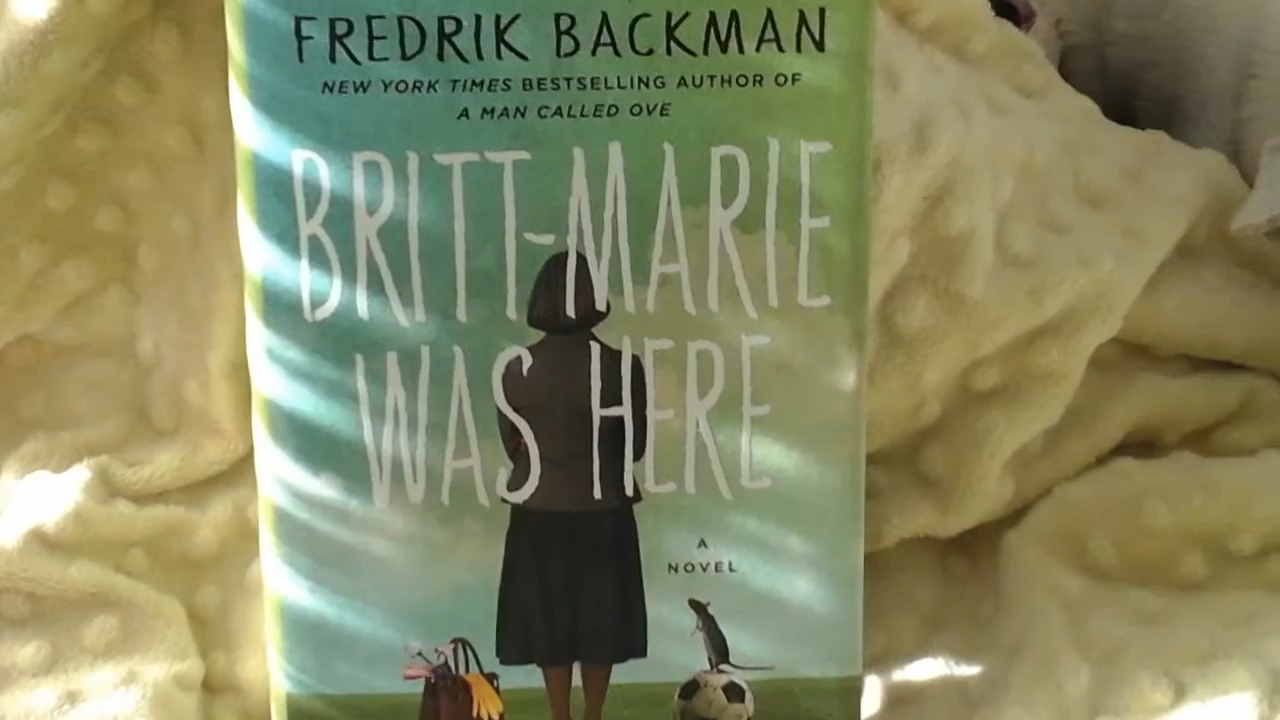 FREDRIK BACKMAN
NEW YORK TIMES BESTSELLING AUTHOR OF
A MAN CALLED OVE
BRITT-MARIE
WAS HERE
A
NOVEL